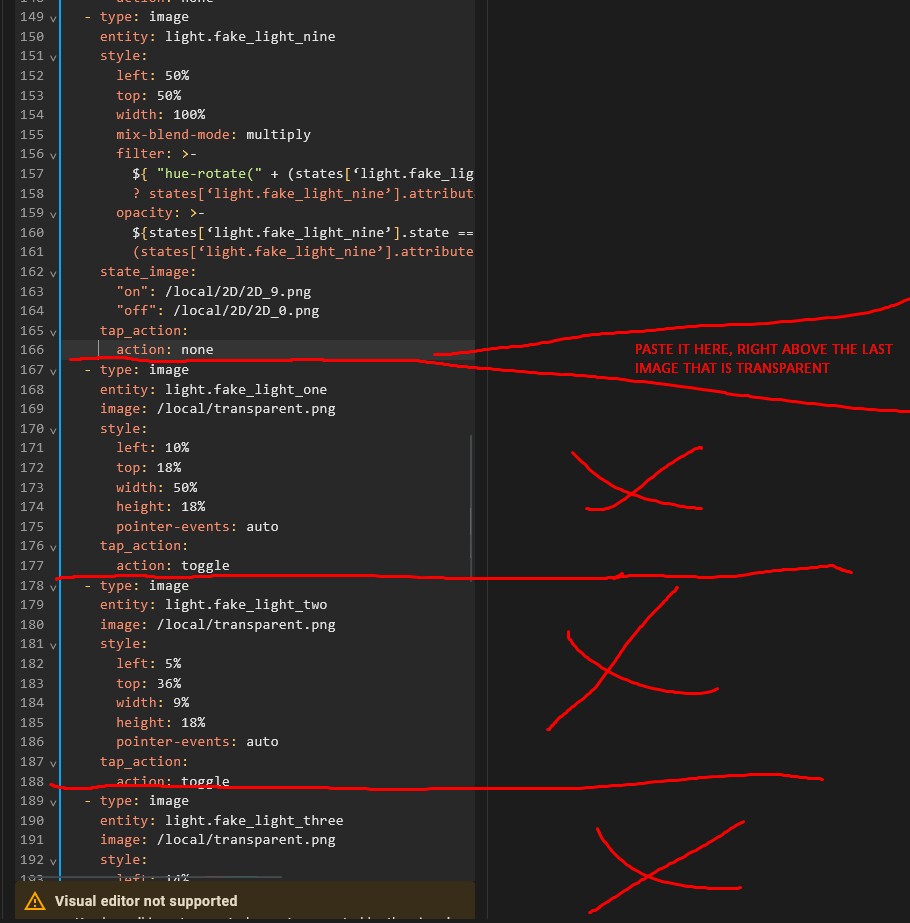 action: none
149 - type: image
150 entity: light.fake_light_nine
151 style:
152 left: 50%
153 top: 50%
154 width: 100%
155 mix-blend-mode: multiply
156 filter: >-
157 ${ "hue-rotate(" + (states[‘light.fake_lig
158 ? states[‘light.fake_light_nine’].attribut
159 opacity: >-
160 ${states[‘light.fake_light_nine’].state ==
161 (states[‘light.fake_light_nine’].attribute
162 state_image:
163 "on": /local/2D/2D_9.png
164 "off": /local/2D/2D_0.png
165 tap_action:
166 action: none
PASTE IT HERE, RIGHT ABOVE THE LAST
IMAGE THAT IS TRANSPARENT
167 - type: image
168 entity: light.fake_light_one
169 image: /local/transparent.png
170 style:
171 left: 10%
172 top: 18%
173 width: 50%
174 height: 18%
175 pointer-events: auto
176 tap_action:
177 action: toggle
178 - type: image
179 entity: light.fake_light_two
180 image: /local/transparent.png
181 style:
182 left: 5%
183 top: 36%
184 width: 9%
185 height: 18%
186 pointer-events: auto
187 tap_action:
188 action: toggle
189 - type: image
190 entity: light.fake_light_three
191 image: /local/transparent.png
192 style:
193 left: 14%
Visual editor not supported